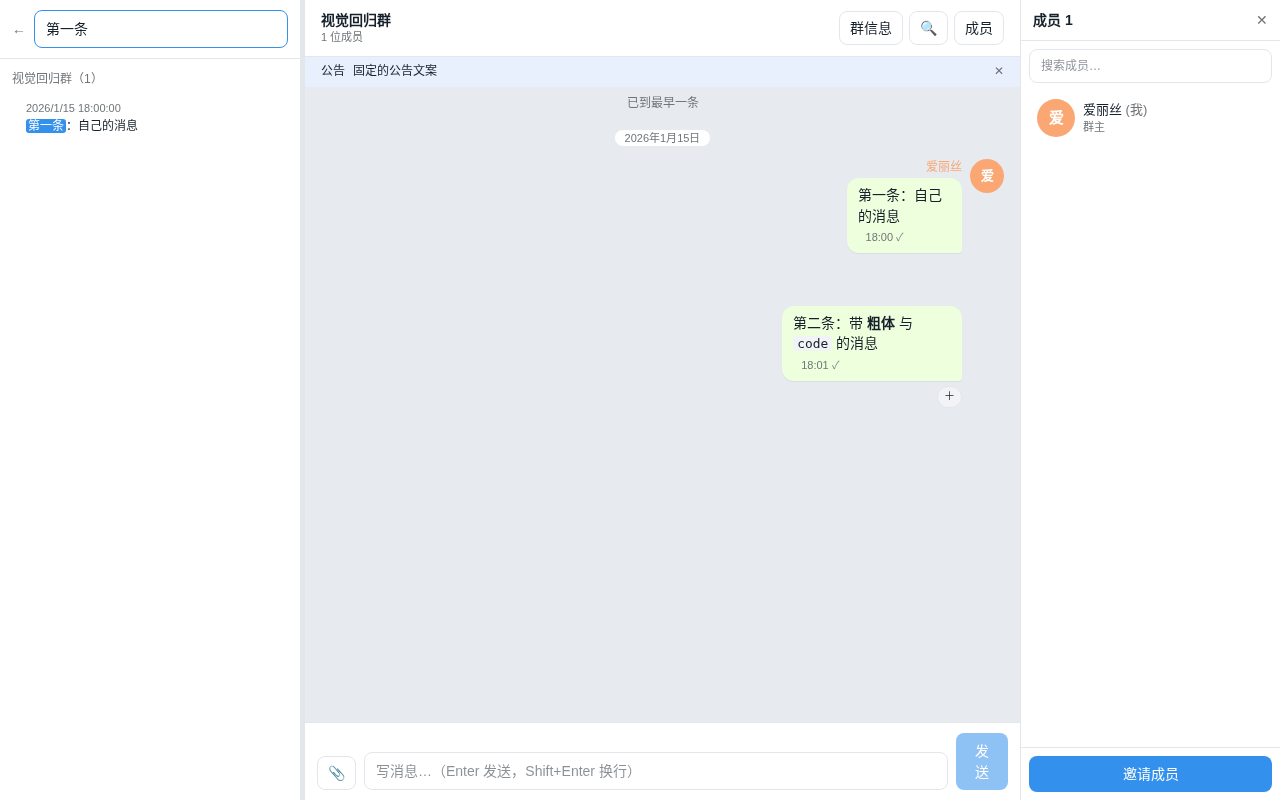 ← 第一条
视觉回归群（1）
2026/1/15 18:00:00
第一条：自己的消息
视觉回归群
1 位成员
群信息
🔍
成员
公告 固定的公告文案 ×
已到最早一条
2026年1月15日
爱丽丝
爱
第一条：自己
的消息
18:00 ✓
第二条：带 粗体 与
code 的消息
18:01 ✓
+
📎
写消息…（Enter 发送，Shift+Enter 换行）
发
送
成员 1 ×
搜索成员…
爱
爱丽丝 (我)
群主
邀请成员